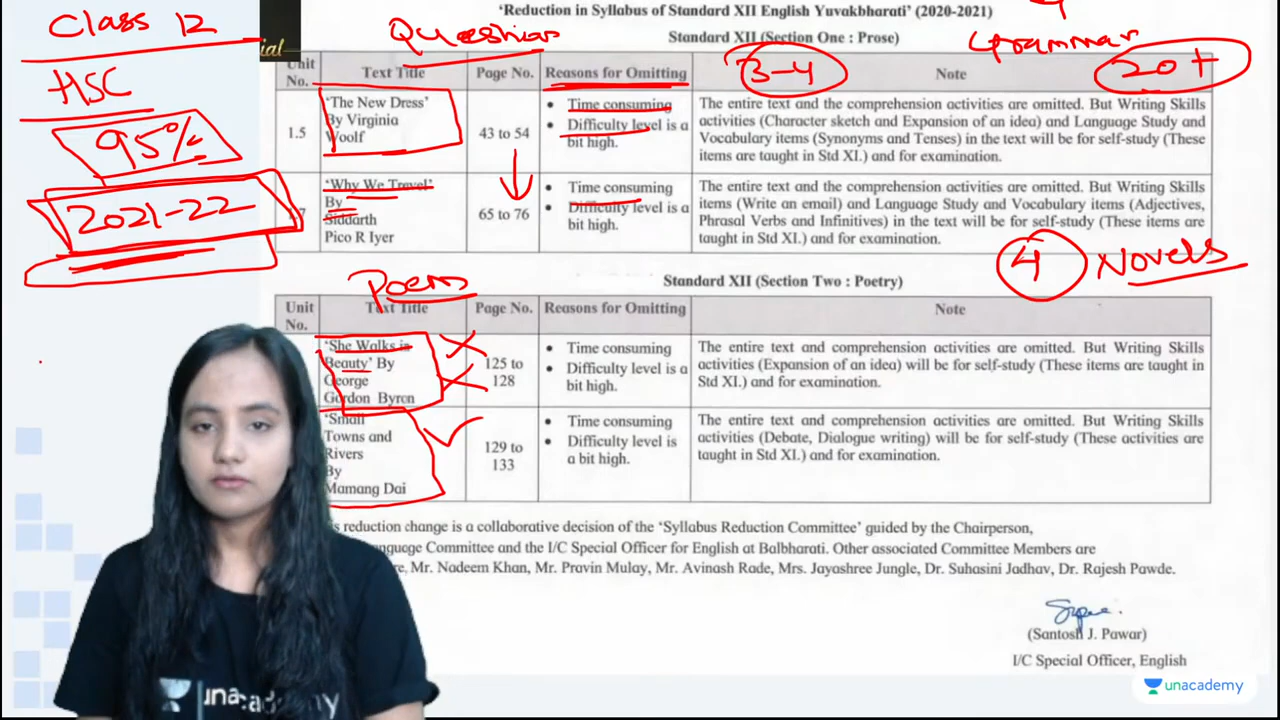 Class 12
HSC
95%
2021-22
ial
'Reduction in Syllabus of Standard XII English Yuvakbharati' (2020-2021)
Question
Standard XII (Section One : Prose)
Grammar
20+
3-4
Unit No.
Text Title
Page No.
Reasons for Omitting
Note
1.5
'The New Dress'
By Virginia
Woolf
43 to 54
• Time consuming
• Difficulty level is a
bit high.
The entire text and the comprehension activities are omitted. But Writing Skills
activities (Character sketch and Expansion of an idea) and Language Study and
Vocabulary items (Synonyms and Tenses) in the text will be for self-study (These
items are taught in Std XI.) and for examination.
7
'Why We Travel'
By
Siddarth
Pico R Iyer
65 to 76
• Time consuming
• Difficulty level is a
bit high.
The entire text and the comprehension activities are omitted. But Writing Skills
items (Write an email) and Language Study and Vocabulary items (Adjectives,
Phrasal Verbs and Infinitives) in the text will be for self-study (These items are
taught in Std XI.) and for examination.
4 Novels
Poem
Standard XII (Section Two : Poetry)
Unit
No.
Text Title
Page No.
Reasons for Omitting
Note
'She Walks in
Beauty' By
George
Gordon Byron
125 to
128
• Time consuming
• Difficulty level is a
bit high.
The entire text and comprehension activities are omitted. But Writing Skills
activities (Expansion of an idea) will be for self-study (These items are taught in
Std XI.) and for examination.
'Small
Towns and
Rivers
By
Mamang Dai
129 to
133
• Time consuming
• Difficulty level is
a bit high.
The entire text and comprehension activities are omitted. But Writing Skills
activities (Debate, Dialogue writing) will be for self-study (These activities are
taught in Std XI.) and for examination.
is reduction change is a collaborative decision of the 'Syllabus Reduction Committee' guided by the Chairperson,
nguage Committee and the I/C Special Officer for English at Balbharati. Other associated Committee Members are
re, Mr. Nadeem Khan, Mr. Pravin Mulay, Mr. Avinash Rade, Mrs. Jayashree Jungle, Dr. Suhasini Jadhav, Dr. Rajesh Pawde.
(Santosh J. Pawar)
I/C Special Officer, English
unacademy
unacademy